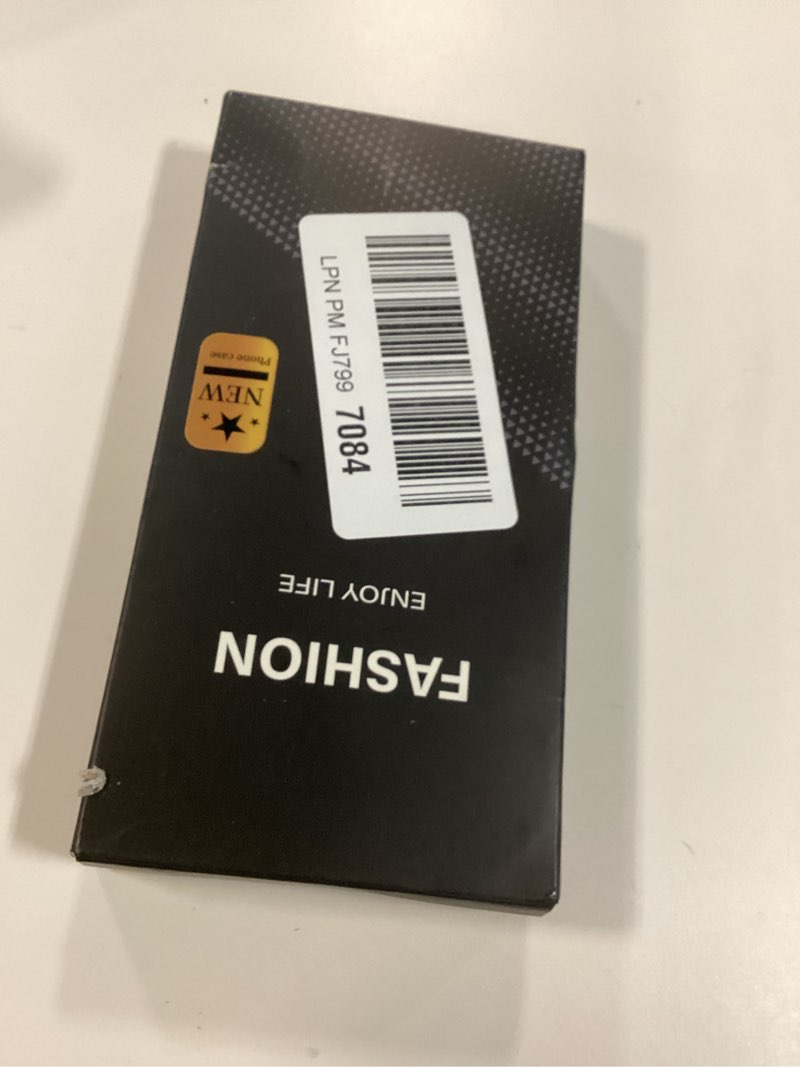 FASHION
ENJOY LIFE
NEW
Phone case
LPN PM FJ799 7084